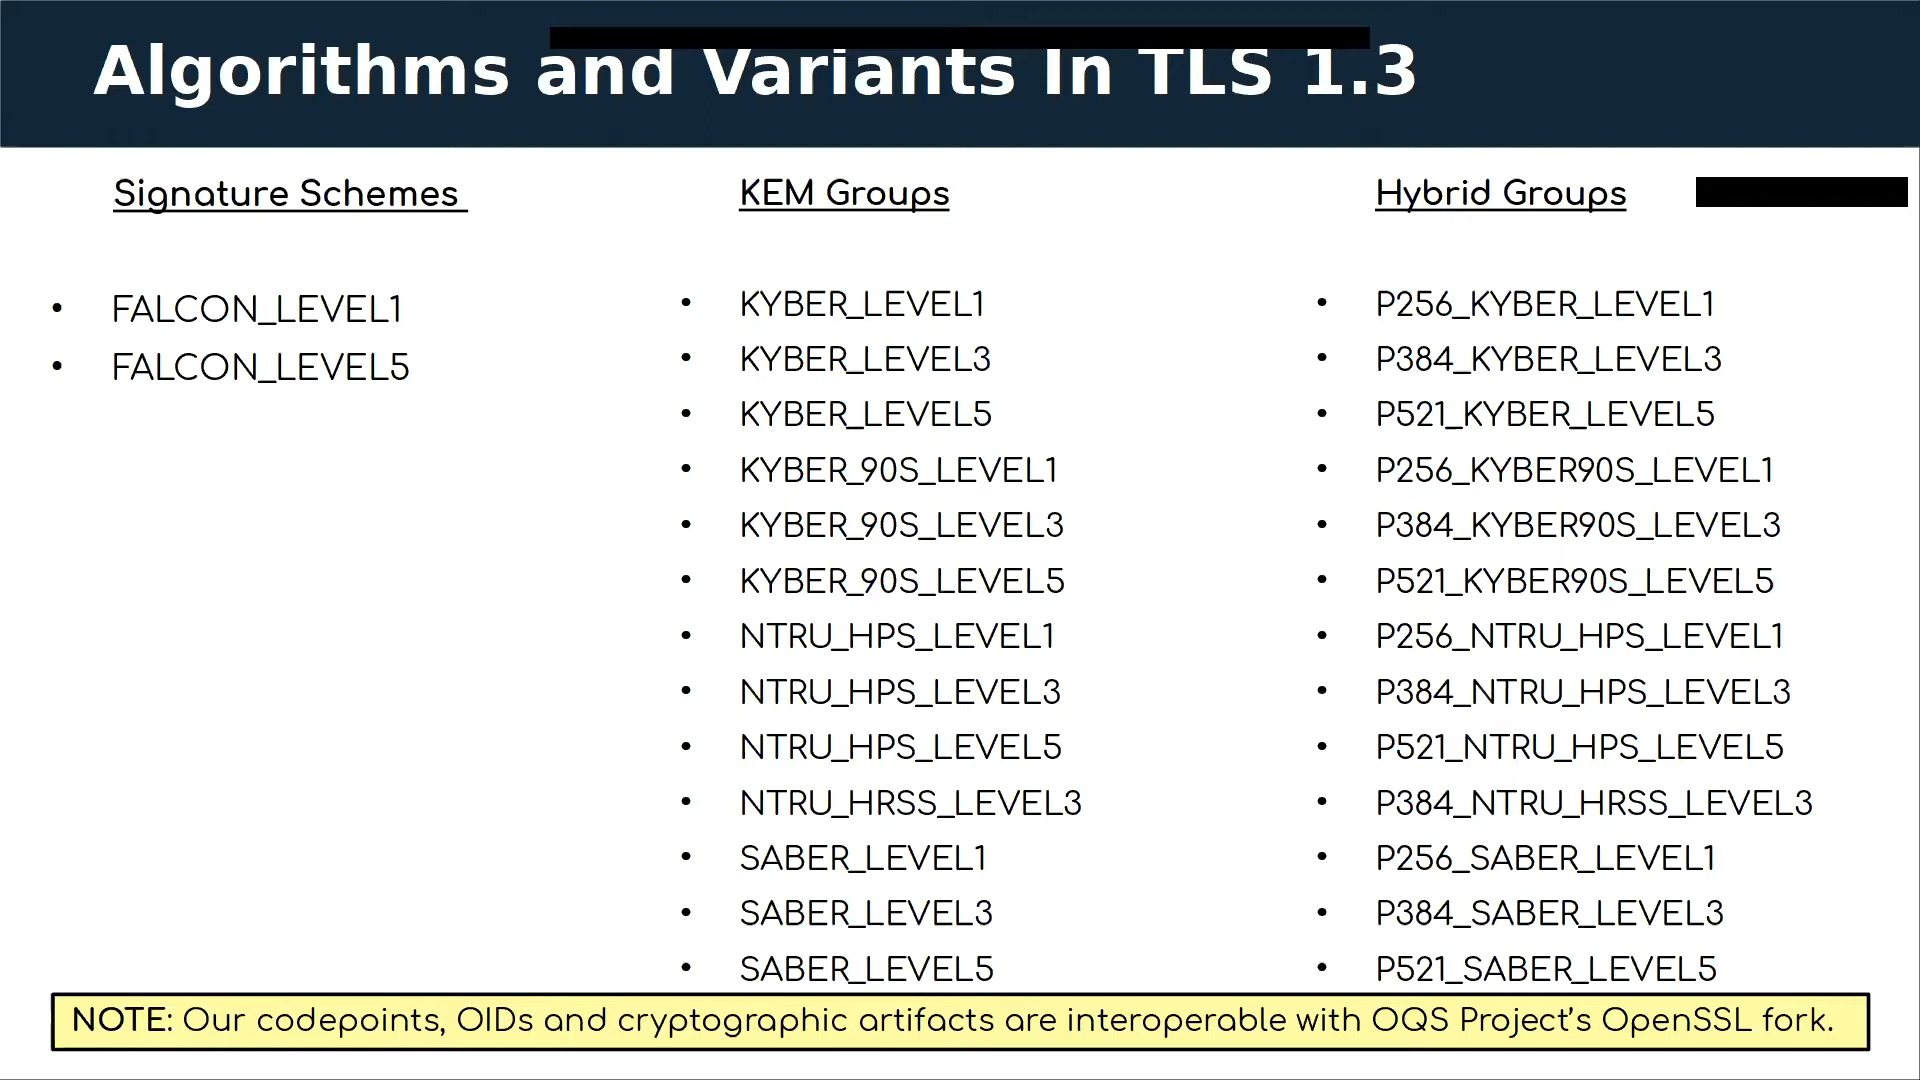 Algorithms and Variants In TLS 1.3
Signature Schemes
• FALCON_LEVEL1
• FALCON_LEVEL5
KEM Groups
• KYBER_LEVEL1
• KYBER_LEVEL3
• KYBER_LEVEL5
• KYBER_90S_LEVEL1
• KYBER_90S_LEVEL3
• KYBER_90S_LEVEL5
• NTRU_HPS_LEVEL1
• NTRU_HPS_LEVEL3
• NTRU_HPS_LEVEL5
• NTRU_HRSS_LEVEL3
• SABER_LEVEL1
• SABER_LEVEL3
• SABER_LEVEL5
Hybrid Groups
• P256_KYBER_LEVEL1
• P384_KYBER_LEVEL3
• P521_KYBER_LEVEL5
• P256_KYBER90S_LEVEL1
• P384_KYBER90S_LEVEL3
• P521_KYBER90S_LEVEL5
• P256_NTRU_HPS_LEVEL1
• P384_NTRU_HPS_LEVEL3
• P521_NTRU_HPS_LEVEL5
• P384_NTRU_HRSS_LEVEL3
• P256_SABER_LEVEL1
• P384_SABER_LEVEL3
• P521_SABER_LEVEL5
NOTE: Our codepoints, OIDs and cryptographic artifacts are interoperable with OQS Project’s OpenSSL fork.